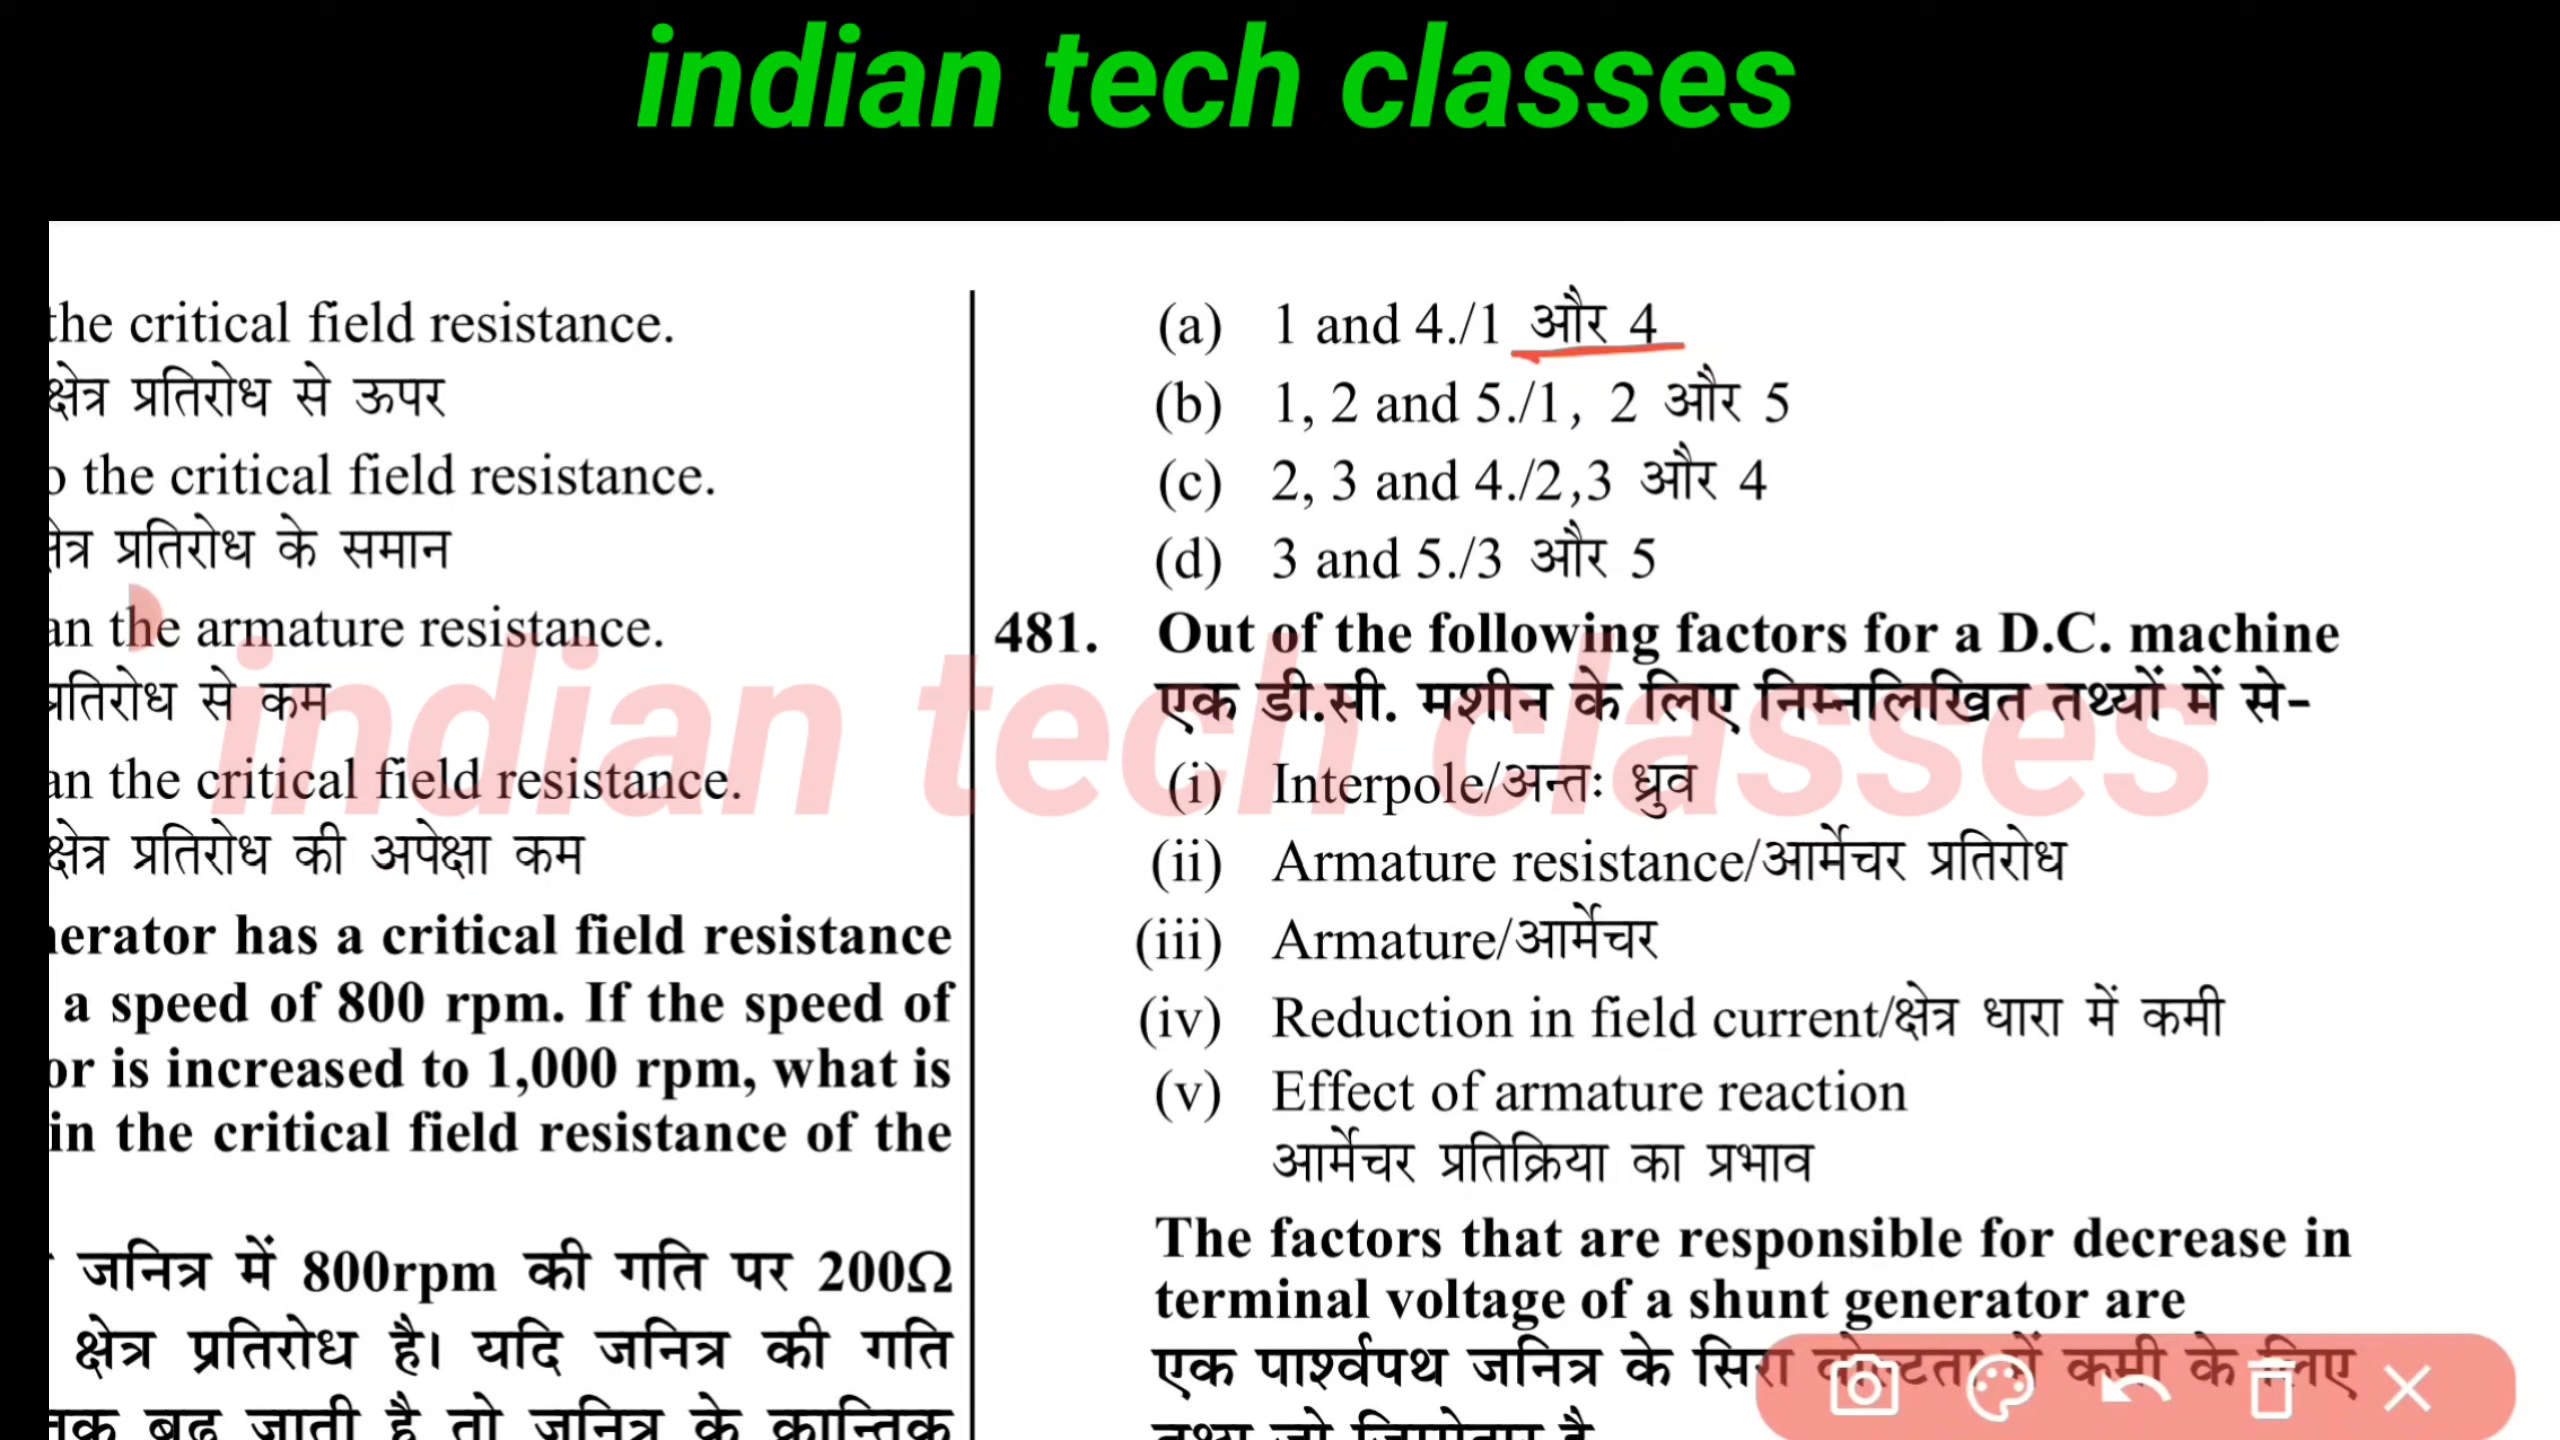 indian tech classes
the critical field resistance.
क्षेत्र प्रतिरोध से ऊपर
the critical field resistance.
प्रतिरोध के समान
the armature resistance.
से कम
the critical field resistance.
क्षेत्र प्रतिरोध की अपेक्षा कम
has a critical field resistance
a speed of 800 rpm. If the speed of
is increased to 1,000 rpm, what is
in the critical field resistance of the
जनित्र में 800rpm की गति पर 200Ω
क्षेत्र प्रतिरोध है। यदि जनित्र की गति
बढ़ जाती है तो जनित्र के क्रान्तिक
(a) 1 and 4./1 और 4
(b) 1, 2 and 5./1, 2 और 5
(c) 2, 3 and 4./2,3 और 4
(d) 3 and 5./3 और 5
481. Out of the following factors for a D.C. machine
एक डी.सी. मशीन के लिए निम्नलिखित तथ्यों में से-
(i) Interpole/अन्तः ध्रुव
(ii) Armature resistance/आर्मेचर प्रतिरोध
(iii) Armature/आर्मेचर
(iv) Reduction in field current/क्षेत्र धारा में कमी
(v) Effect of armature reaction
आर्मेचर प्रतिक्रिया का प्रभाव
The factors that are responsible for decrease in
terminal voltage of a shunt generator are
एक पार्श्वपथ जनित्र के सिरा वोल्टता में कमी के लिए
indian tech classes